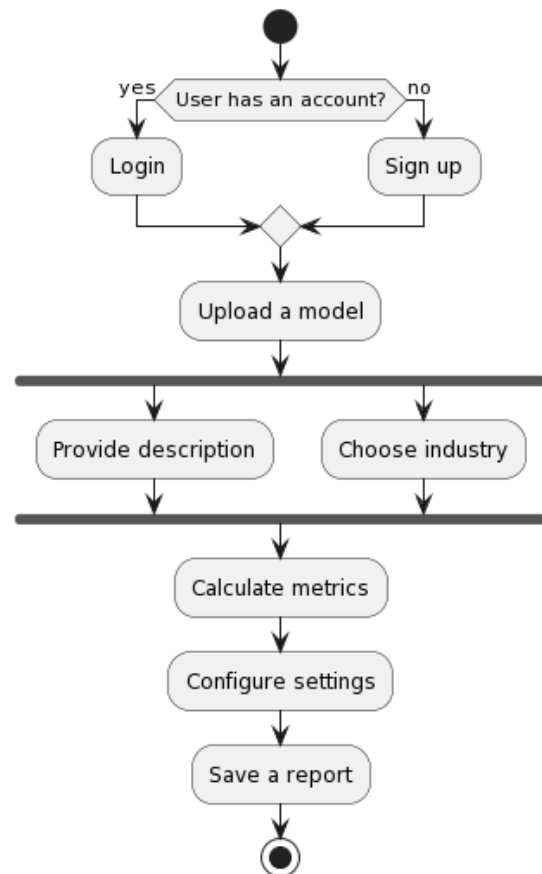 yes
User has an account?
no
Login
Sign up
Upload a model
Provide description
Choose industry
Calculate metrics
Configure settings
Save a report